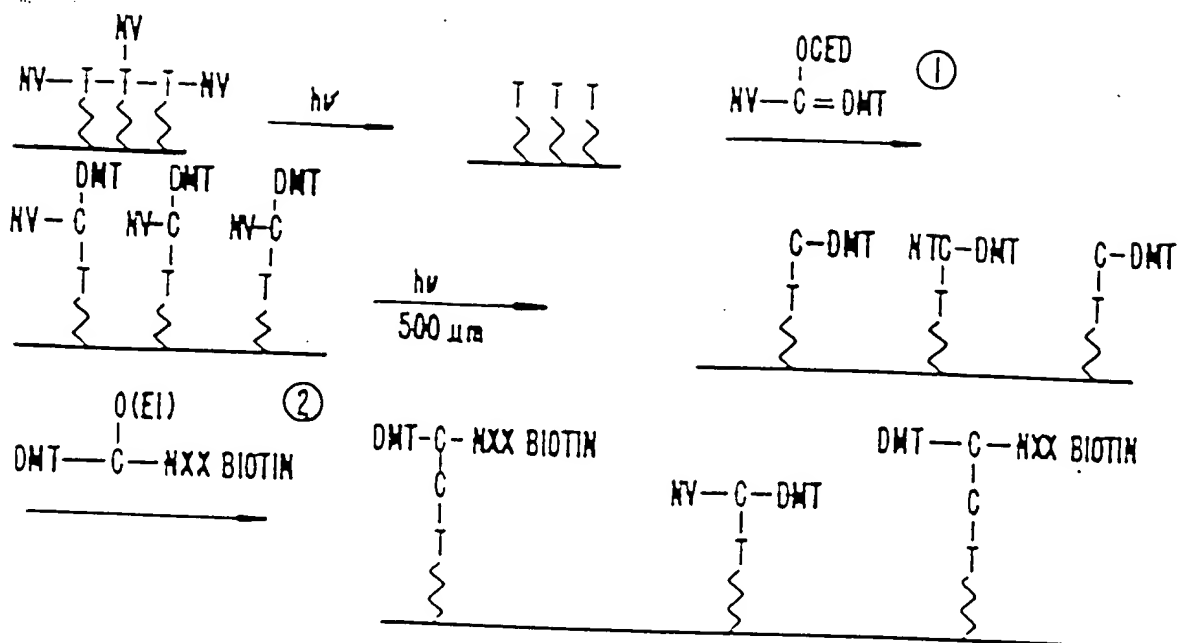 NV
NV—T—T—T—NV
hν
T T T
OCED
NV—C=DMT
①
DMT DMT DMT
NV—C NV—C NV—C
T T T
hν
500 µm
C—DMT NTC—DMT C—DMT
T T T
O(EI)
②
DMT—C—NXX BIOTIN
DMT-C-NXX BIOTIN
C
T
NV—C—DMT
T
DMT—C—NXX BIOTIN
C
T